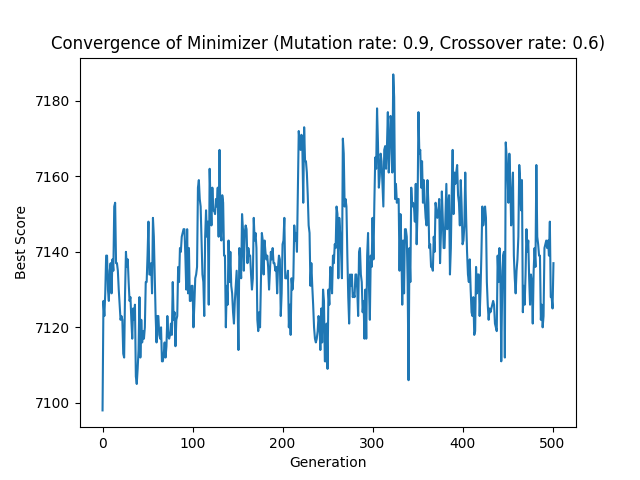 Convergence of Minimizer (Mutation rate: 0.9, Crossover rate: 0.6)
7180
7160
7140
7120
7100
Best Score
0 100 200 300 400 500
Generation